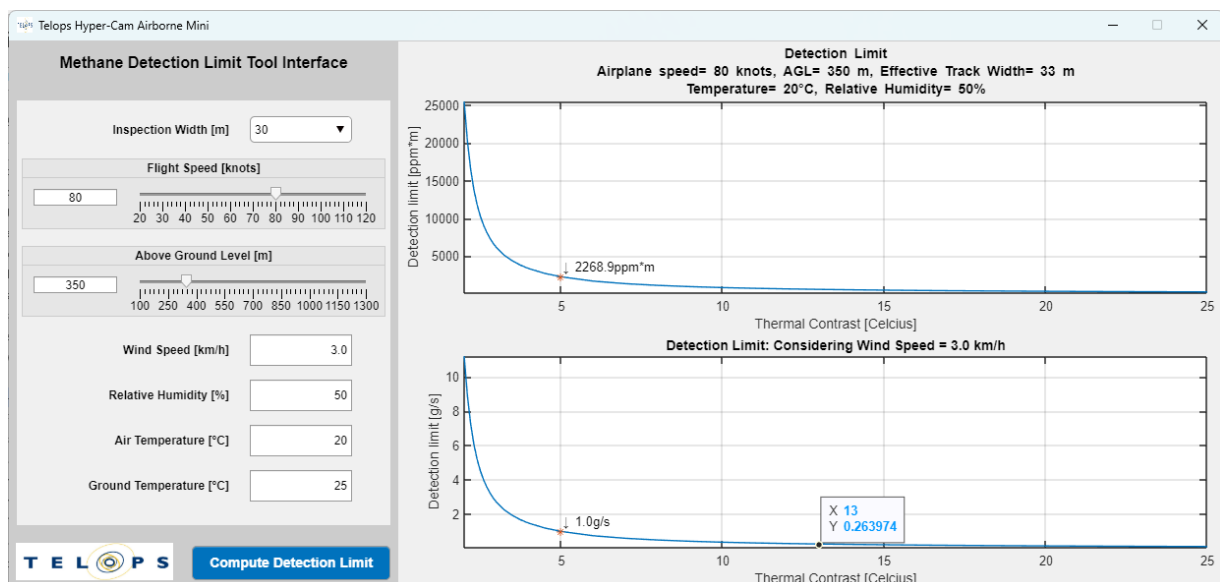 TELOPS Telops Hyper-Cam Airborne Mini
Methane Detection Limit Tool Interface
Inspection Width [m] 30
Flight Speed [knots]
80
20 30 40 50 60 70 80 90 100 110 120
Above Ground Level [m]
350
100 250 400 550 700 850 1000 1150 1300
Wind Speed [km/h] 3.0
Relative Humidity [%] 50
Air Temperature [°C] 20
Ground Temperature [°C] 25
TELOPS
Compute Detection Limit
Detection Limit
Airplane speed= 80 knots, AGL= 350 m, Effective Track Width= 33 m
Temperature= 20°C, Relative Humidity= 50%
Detection limit [ppm*m]
25000
20000
15000
10000
5000
↓ 2268.9ppm*m
5 10 15 20 25
Thermal Contrast [Celcius]
Detection Limit: Considering Wind Speed = 3.0 km/h
Detection limit [g/s]
10
8
6
4
2
↓ 1.0g/s
X 13
Y 0.263974
5 10 15 20 25
Thermal Contrast [Celcius]